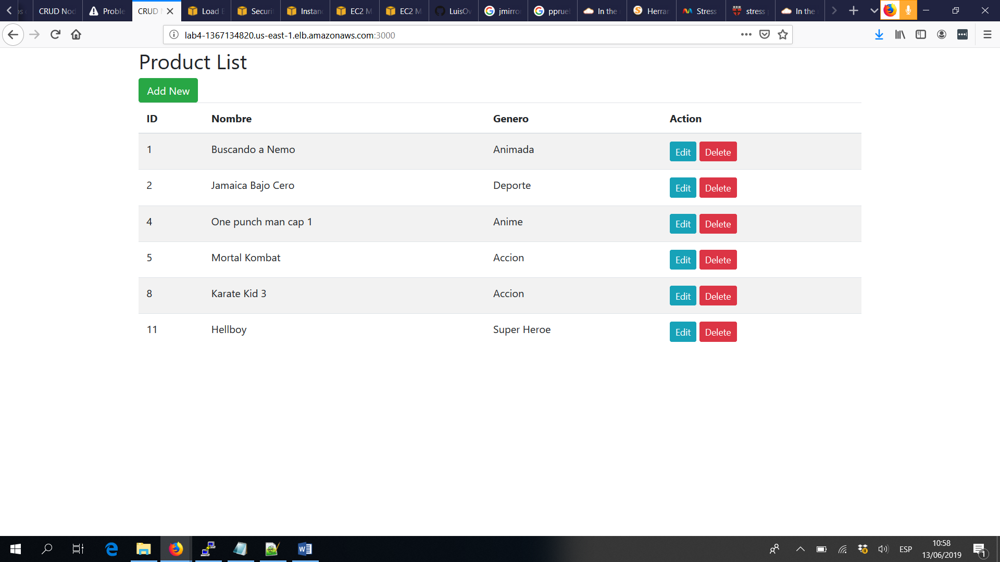 CRUD Nod
Proble
CRUD
Load
Securi
Instanc
EC2 M
EC2 M
LuisOv
jmirro
pprueb
In the
Herrar
Stress
stress
In the
lab4-1367134820.us-east-1.elb.amazonaws.com:3000
Product List
Add New
ID Nombre Genero Action
1 Buscando a Nemo Animada Edit Delete
2 Jamaica Bajo Cero Deporte Edit Delete
4 One punch man cap 1 Anime Edit Delete
5 Mortal Kombat Accion Edit Delete
8 Karate Kid 3 Accion Edit Delete
11 Hellboy Super Heroe Edit Delete
ESP
10:58
13/06/2019
1